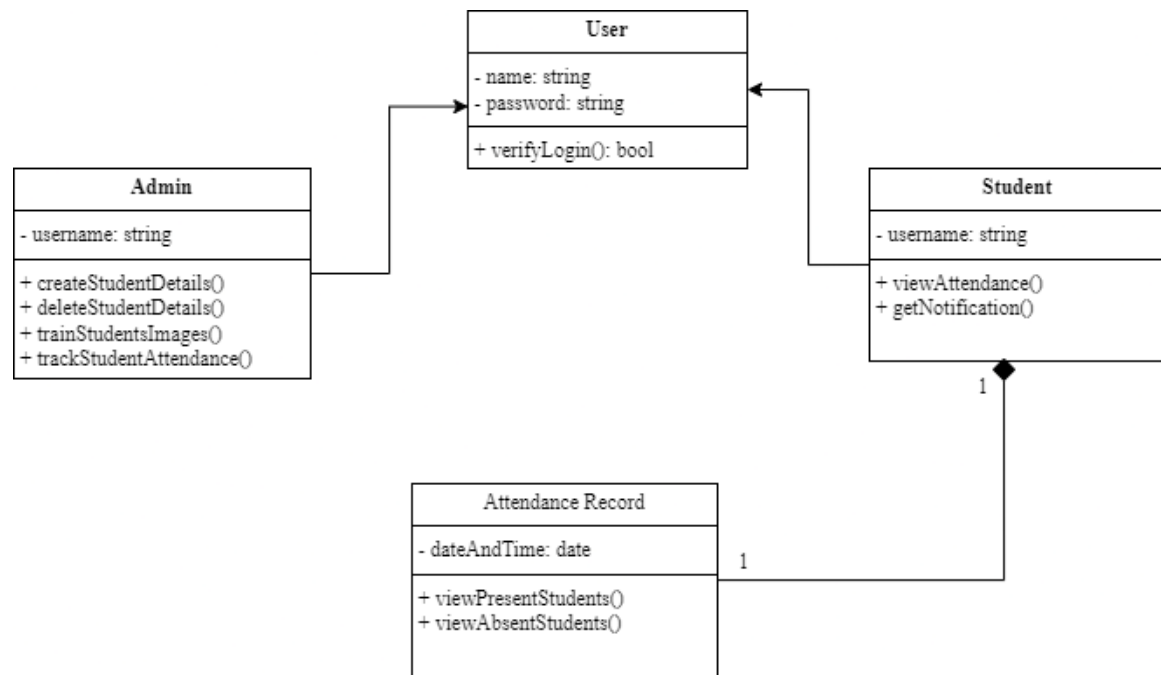 User
- name: string
- password: string
+ verifyLogin(): bool
Admin
- username: string
+ createStudentDetails()
+ deleteStudentDetails()
+ trainStudentsImages()
+ trackStudentAttendance()
Student
- username: string
+ viewAttendance()
+ getNotification()
1
Attendance Record
- dateAndTime: date
+ viewPresentStudents()
+ viewAbsentStudents()
1